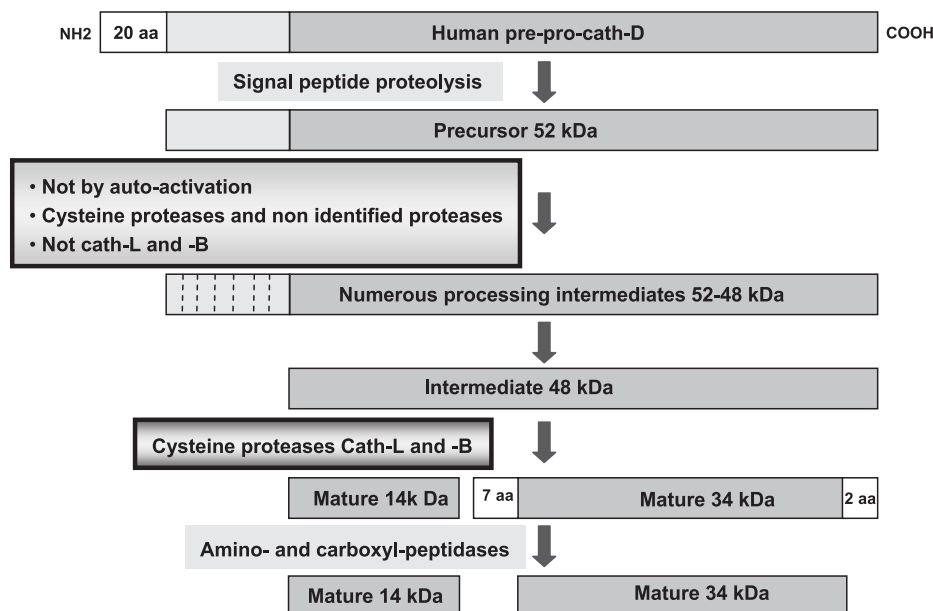 NH2 20 aa Human pre-pro-cath-D COOH
Signal peptide proteolysis
Precursor 52 kDa
• Not by auto-activation
• Cysteine proteases and non identified proteases
• Not cath-L and -B
Numerous processing intermediates 52-48 kDa
Intermediate 48 kDa
Cysteine proteases Cath-L and -B
Mature 14k Da 7 aa Mature 34 kDa 2 aa
Amino- and carboxyl-peptidases
Mature 14 kDa Mature 34 kDa